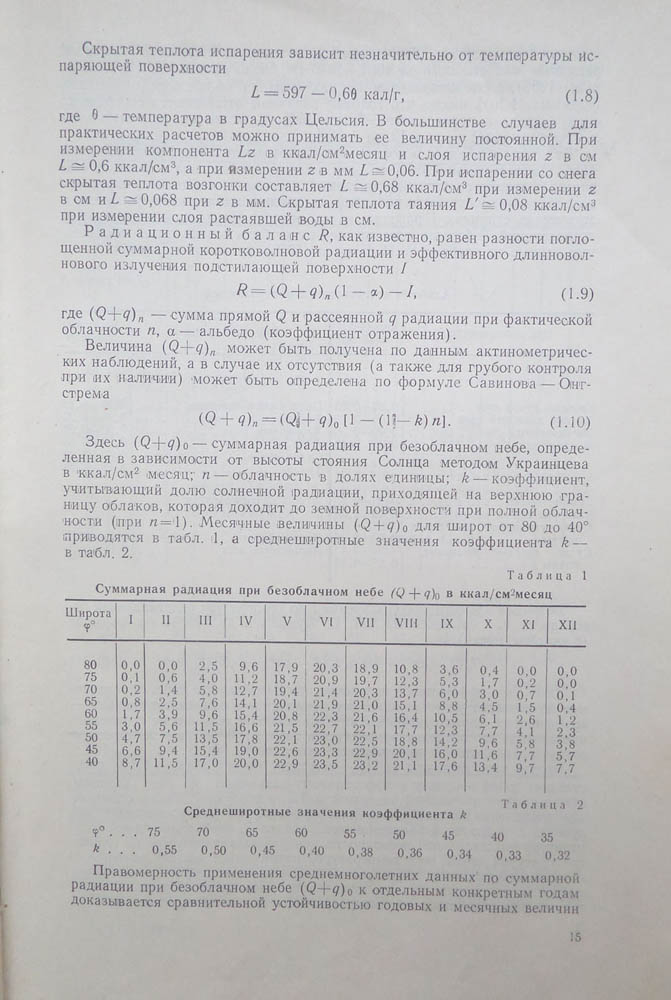 Скрытая теплота испарения зависит незначительно от температуры ис-
паряющей поверхности
L = 597 — 0,6θ кал/г, (1.8)
где θ — температура в градусах Цельсия. В большинстве случаев для
практических расчетов можно принимать ее величину постоянной. При
измерении компонента Lz в ккал/см²месяц и слоя испарения z в см
L ≅ 0,6 ккал/см³, а при измерении z в мм L ≅ 0,06. При испарении со снега
скрытая теплота возгонки составляет L ≅ 0,68 ккал/см³ при измерении z
в см и L ≅ 0,068 при z в мм. Скрытая теплота таяния L′ ≅ 0,08 ккал/см³
при измерении слоя растаявшей воды в см.
Радиационный баланс R, как известно, равен разности погло-
щенной суммарной коротковолновой радиации и эффективного длинновол-
нового излучения подстилающей поверхности I
R = (Q + q)n (1 — α) — I, (1.9)
где (Q+q)n — сумма прямой Q и рассеянной q радиации при фактической
облачности n, α — альбедо (коэффициент отражения).
Величина (Q+q)n может быть получена по данным актинометричес-
ких наблюдений, а в случае их отсутствия (а также для грубого контроля
при их наличии) может быть определена по формуле Савинова — Онг-
стрема
(Q + q)n = (Q + q)0 [1 — (1 — k) n]. (1.10)
Здесь (Q+q)0 — суммарная радиация при безоблачном небе, опреде-
ленная в зависимости от высоты стояния Солнца методом Украинцева
в ккал/см² месяц; n — облачность в долях единицы; k — коэффициент,
учитывающий долю солнечной радиации, приходящей на верхнюю гра-
ницу облаков, которая доходит до земной поверхности при полной облач-
ности (при n=1). Месячные величины (Q+q)0 для широт от 80 до 40°
приводятся в табл. 1, а среднеширотные значения коэффициента k —
в табл. 2.
Таблица 1
Суммарная радиация при безоблачном небе (Q + q)0 в ккал/см²месяц
Широта φ° I II III IV V VI VII VIII IX X XI XII
80 0,0 0,0 2,5 9,6 17,9 20,3 18,9 10,8 3,6 0,4 0,0 0,0
75 0,1 0,6 4,0 11,2 18,7 20,9 19,7 12,3 5,3 1,7 0,2 0,0
70 0,2 1,4 5,8 12,7 19,4 21,4 20,3 13,7 6,0 3,0 0,7 0,1
65 0,8 2,5 7,6 14,1 20,1 21,9 21,0 15,1 8,8 4,5 1,5 0,4
60 1,7 3,9 9,6 15,4 20,8 22,3 21,6 16,4 10,5 6,1 2,6 1,2
55 3,0 5,6 11,5 16,6 21,5 22,7 22,1 17,7 12,3 7,7 4,1 2,3
50 4,7 7,5 13,5 17,8 22,1 23,0 22,5 18,8 14,2 9,6 5,8 3,8
45 6,6 9,4 15,4 19,0 22,6 23,3 22,9 20,1 16,0 11,6 7,7 5,7
40 8,7 11,5 17,0 20,0 22,9 23,5 23,2 21,1 17,6 13,4 9,7 7,7
Таблица 2
Среднеширотные значения коэффициента k
φ° . . . 75 70 65 60 55 50 45 40 35
k . . . 0,55 0,50 0,45 0,40 0,38 0,36 0,34 0,33 0,32
Правомерность применения среднемноголетних данных по суммарной
радиации при безоблачном небе (Q+q)0 к отдельным конкретным годам
доказывается сравнительной устойчивостью годовых и месячных величин
15